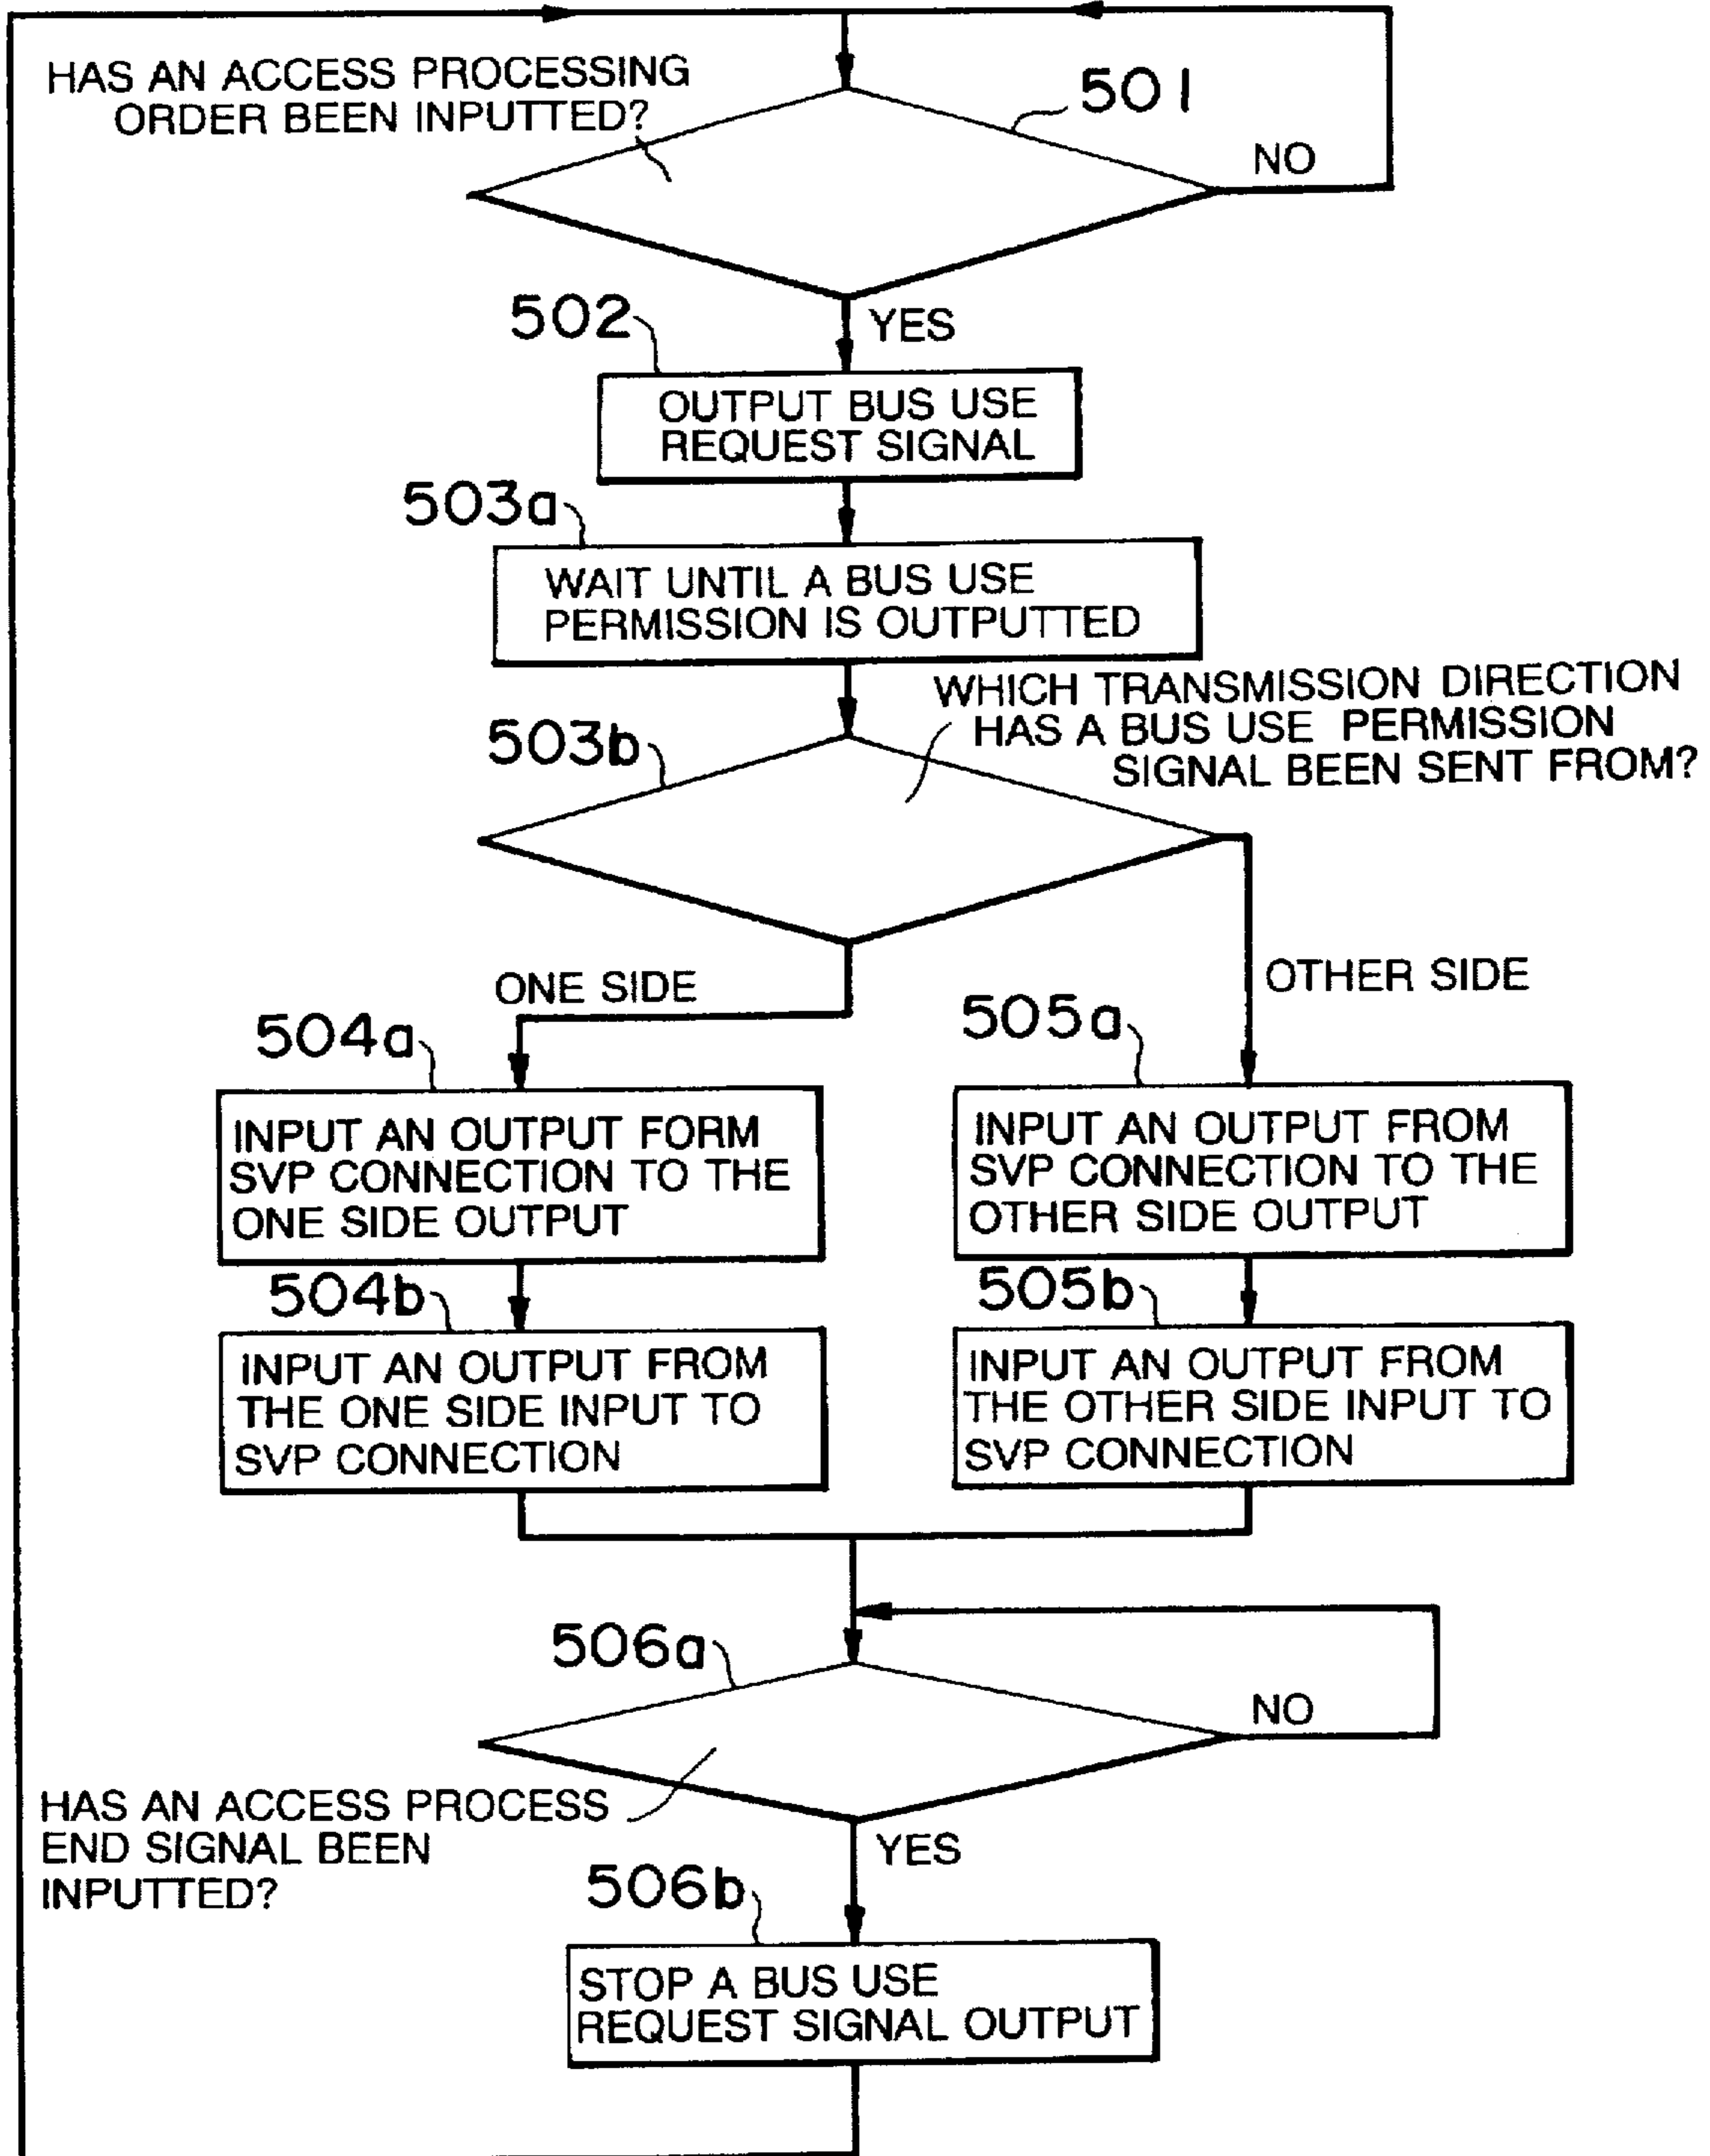 HAS AN ACCESS PROCESSING
ORDER BEEN INPUTTED?
501
NO
YES
502
OUTPUT BUS USE
REQUEST SIGNAL
503a
WAIT UNTIL A BUS USE
PERMISSION IS OUTPUTTED
WHICH TRANSMISSION DIRECTION
HAS A BUS USE PERMISSION
SIGNAL BEEN SENT FROM?
503b
ONE SIDE
OTHER SIDE
504a
INPUT AN OUTPUT FORM
SVP CONNECTION TO THE
ONE SIDE OUTPUT
505a
INPUT AN OUTPUT FROM
SVP CONNECTION TO THE
OTHER SIDE OUTPUT
504b
INPUT AN OUTPUT FROM
THE ONE SIDE INPUT TO
SVP CONNECTION
505b
INPUT AN OUTPUT FROM
THE OTHER SIDE INPUT TO
SVP CONNECTION
506a
NO
HAS AN ACCESS PROCESS
END SIGNAL BEEN
INPUTTED?
YES
506b
STOP A BUS USE
REQUEST SIGNAL OUTPUT